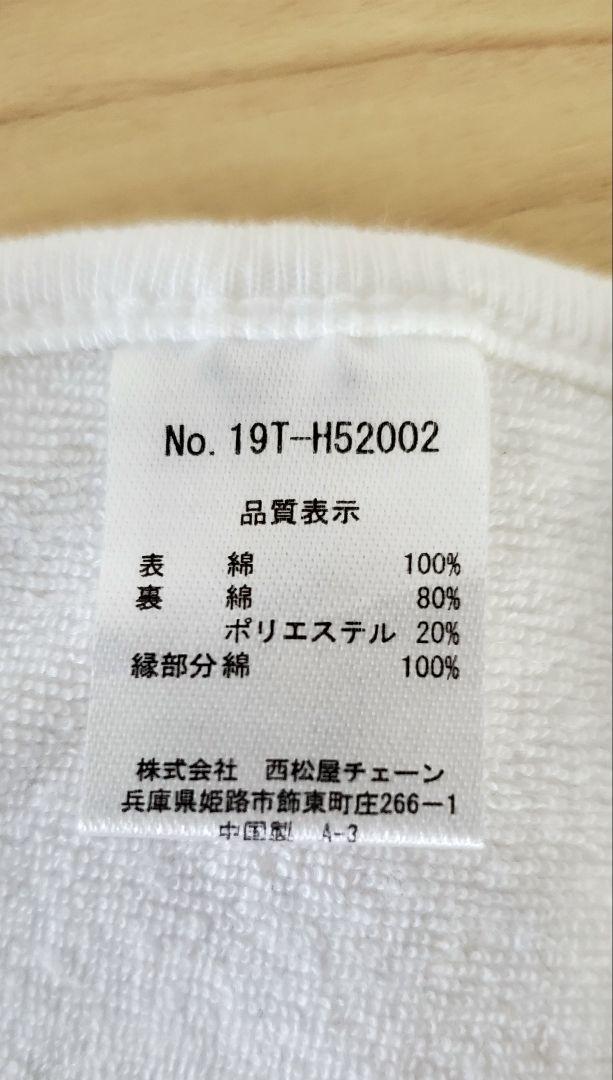 No. 19T-H52002
品質表示
表 綿 100%
裏 綿 80%
ポリエステル 20%
縁部分 綿 100%
株式会社 西松屋チェーン
兵庫県姫路市飾東町庄266-1
中国製 A-3